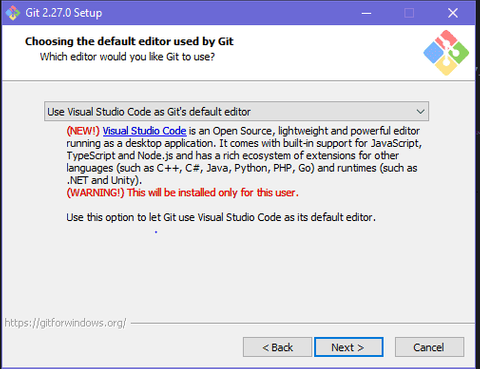 Git 2.27.0 Setup
Choosing the default editor used by Git
Which editor would you like Git to use?
Use Visual Studio Code as Git's default editor
(NEW!) Visual Studio Code is an Open Source, lightweight and powerful editor
running as a desktop application. It comes with built-in support for JavaScript,
TypeScript and Node.js and has a rich ecosystem of extensions for other
languages (such as C++, C#, Java, Python, PHP, Go) and runtimes (such as
.NET and Unity).
(WARNING!) This will be installed only for this user.
Use this option to let Git use Visual Studio Code as its default editor.
https://gitforwindows.org/
< Back Next > Cancel